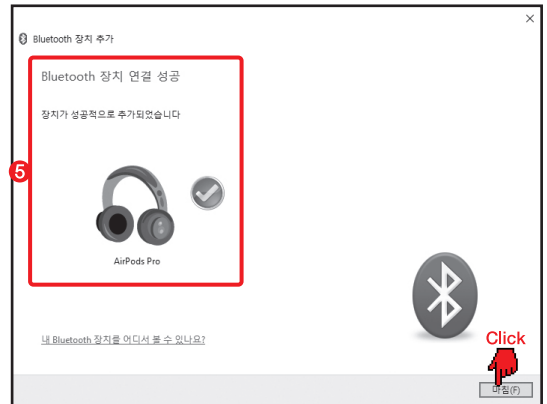 Bluetooth 장치 추가
Bluetooth 장치 연결 성공
장치가 성공적으로 추가되었습니다
5
AirPods Pro
내 Bluetooth 장치를 어디서 볼 수 있나요?
Click
마침(F)